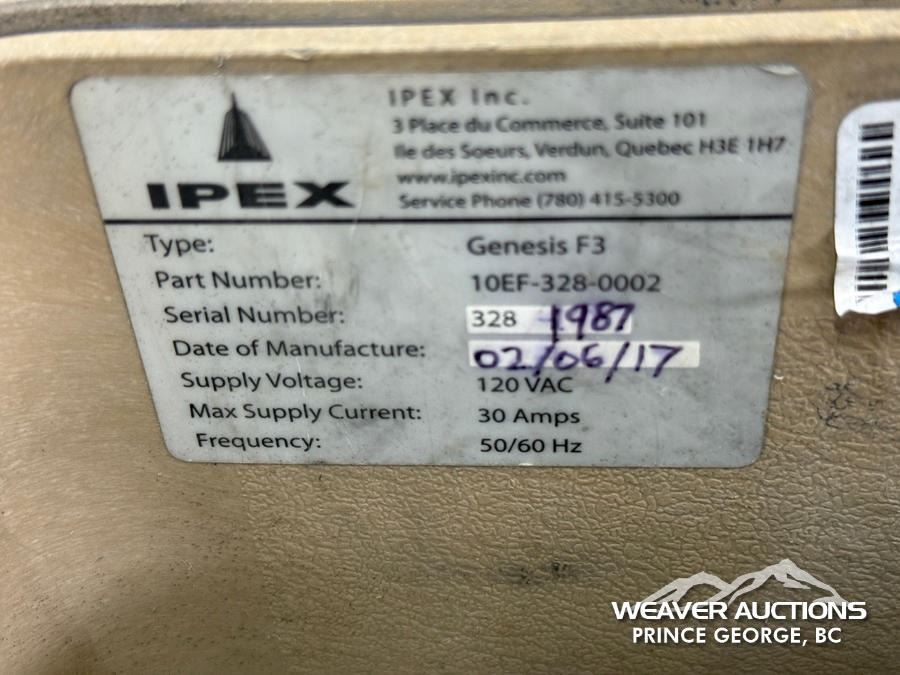 IPEX
IPEX Inc.
3 Place du Commerce, Suite 101
Ile des Soeurs, Verdun, Quebec H3E 1H7
www.ipexinc.com
Service Phone (780) 415-5300
Type: Genesis F3
Part Number: 10EF-328-0002
Serial Number: 328 1987
Date of Manufacture: 02/06/17
Supply Voltage: 120 VAC
Max Supply Current: 30 Amps
Frequency: 50/60 Hz
WEAVER AUCTIONS
PRINCE GEORGE, BC